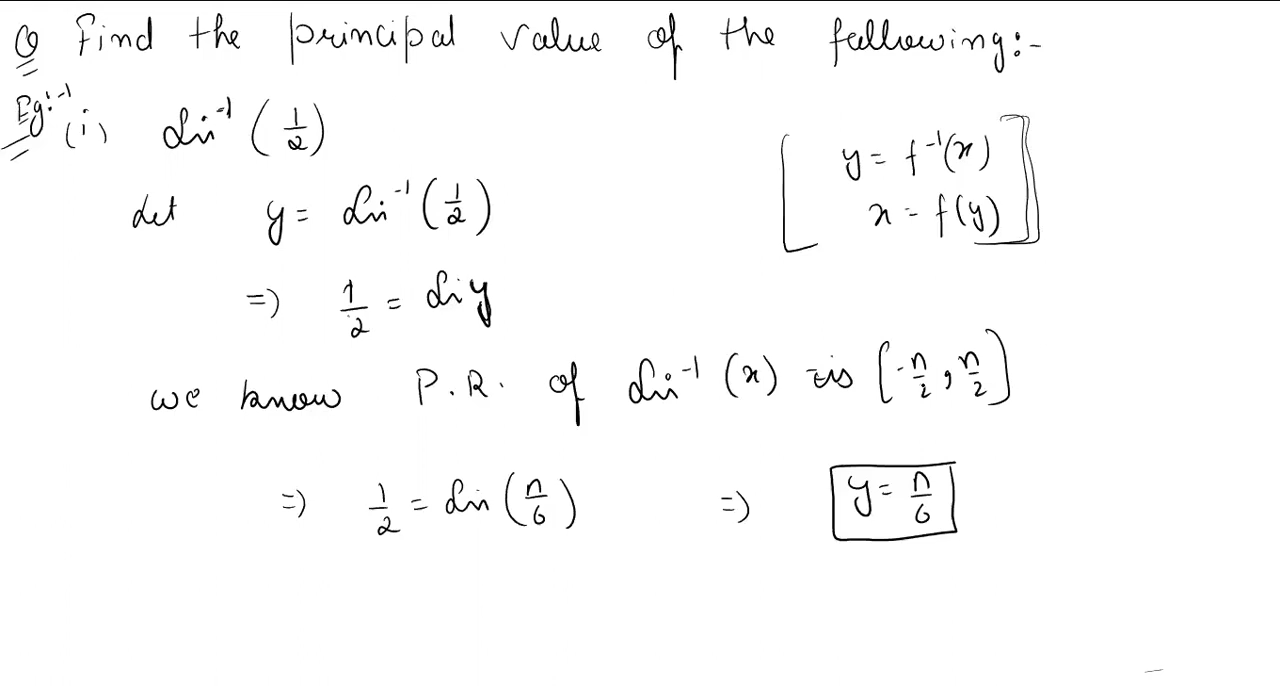 Q Find the principal value of the following:-
Eg:-1 (i) sin⁻¹ (1/2)
Let y = sin⁻¹ (1/2)
[ y = f⁻¹(x)
x = f(y) ]
=> 1/2 = sin y
we know P.R. of sin⁻¹ (x) is [-π/2, π/2]
=> 1/2 = sin (π/6) => y = π/6